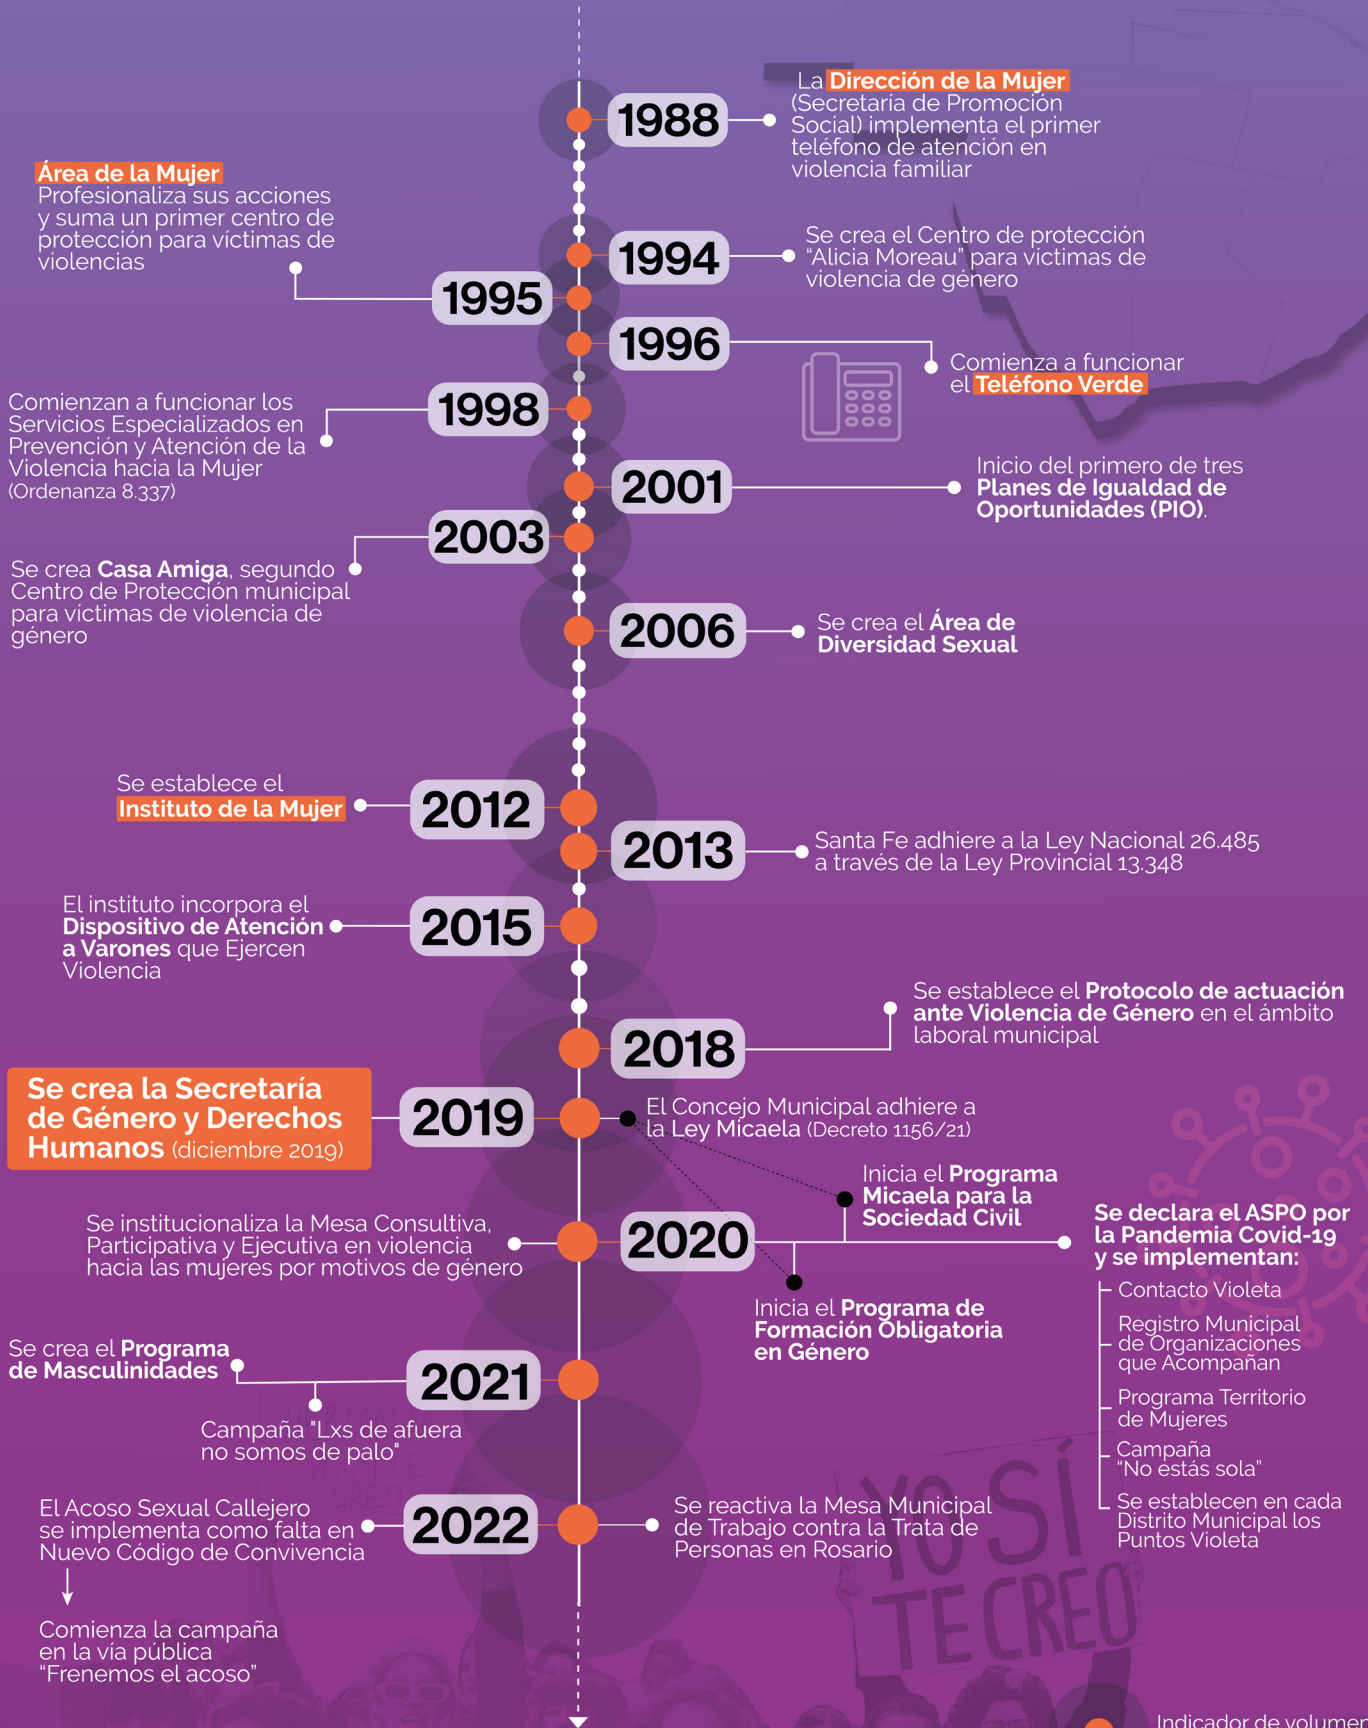 1988
La Dirección de la Mujer
(Secretaría de Promoción
Social) implementa el primer
teléfono de atención en
violencia familiar
Área de la Mujer
Profesionaliza sus acciones
y suma un primer centro de
protección para víctimas de
violencias
1994
Se crea el Centro de protección
“Alicia Moreau” para víctimas de
violencia de género
1995
1996
Comienza a funcionar
el Teléfono Verde
1998
Comienzan a funcionar los
Servicios Especializados en
Prevención y Atención de la
Violencia hacia la Mujer
(Ordenanza 8.337)
2001
Inicio del primero de tres
Planes de Igualdad de
Oportunidades (PIO).
2003
Se crea Casa Amiga, segundo
Centro de Protección municipal
para víctimas de violencia de
género
2006
Se crea el Área de
Diversidad Sexual
Se establece el
Instituto de la Mujer
2012
2013
Santa Fe adhiere a la Ley Nacional 26.485
a través de la Ley Provincial 13.348
El instituto incorpora el
Dispositivo de Atención
a Varones que Ejercen
Violencia
2015
Se establece el Protocolo de actuación
ante Violencia de Género en el ámbito
laboral municipal
2018
Se crea la Secretaría
de Género y Derechos
Humanos (diciembre 2019)
2019
El Concejo Municipal adhiere a
la Ley Micaela (Decreto 1156/21)
Inicia el Programa
Micaela para la
Sociedad Civil
Se institucionaliza la Mesa Consultiva,
Participativa y Ejecutiva en violencia
hacia las mujeres por motivos de género
2020
Inicia el Programa de
Formación Obligatoria
en Género
Se declara el ASPO por
la Pandemia Covid-19
y se implementan:
Contacto Violeta
Registro Municipal
de Organizaciones
que Acompañan
Programa Territorio
de Mujeres
Campaña
“No estás sola”
Se establecen en cada
Distrito Municipal los
Puntos Violeta
Se crea el Programa
de Masculinidades
2021
Campaña "Lxs de afuera
no somos de palo"
El Acoso Sexual Callejero
se implementa como falta en
Nuevo Código de Convivencia
2022
Se reactiva la Mesa Municipal
de Trabajo contra la Trata de
Personas en Rosario
Comienza la campaña
en la vía pública
“Frenemos el acoso”
YO SÍ
TE CREO
Indicador de volumen